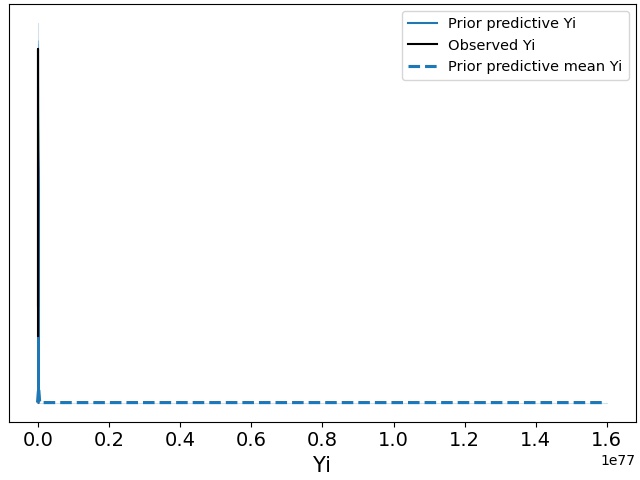 Prior predictive Yi
Observed Yi
Prior predictive mean Yi
0.0 0.2 0.4 0.6 0.8 1.0 1.2 1.4 1.6
1e77
Yi